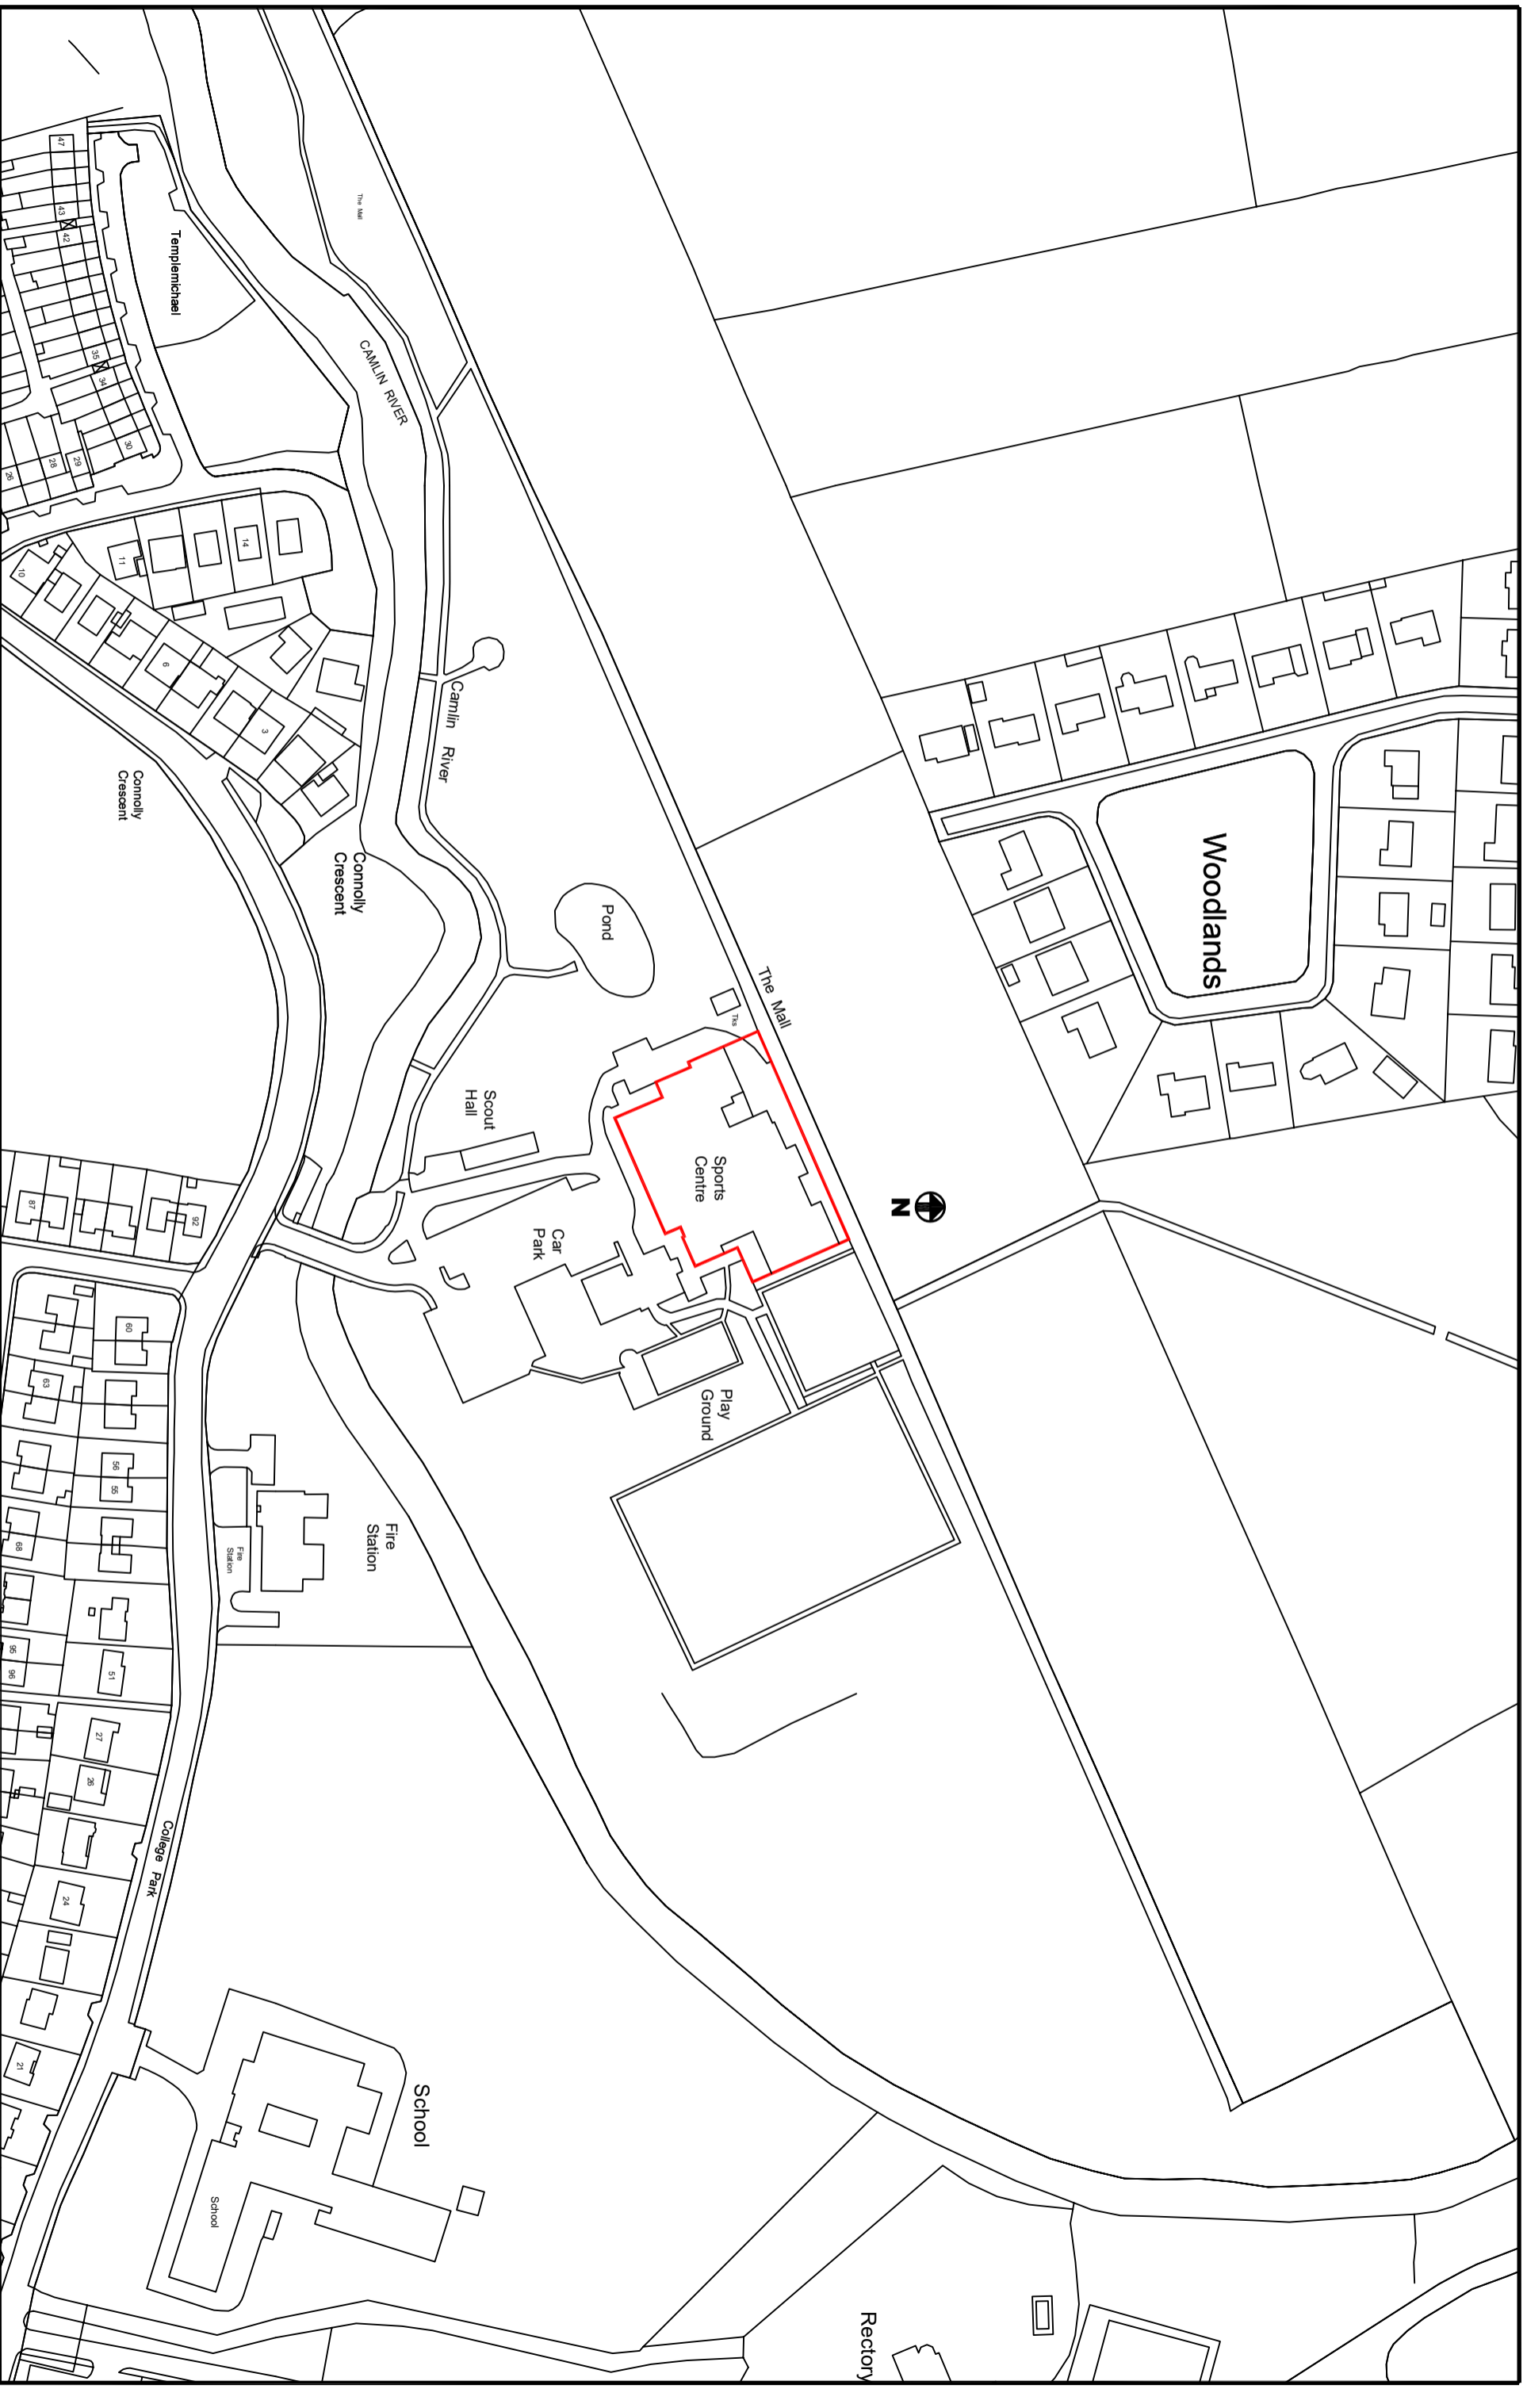 Woodlands
The Mall
N
The Mall
Tks
Pond
Sports
Centre
Play
Ground
Car
Park
Scout
Hall
Camlin River
CAMLIN RIVER
Connolly
Crescent
Connolly
Crescent
Templemichael
Fire
Station
Fire
Station
School
School
Rectory
College Park
47
43
42
35
34
30
29
28
26
14
11
10
6
3
92
87
60
63
56
55
68
51
95
96
27
26
24
21